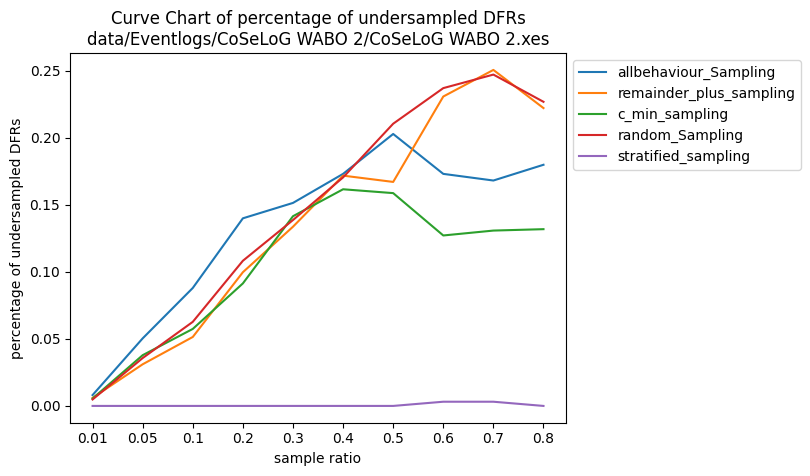 Curve Chart of percentage of undersampled DFRs
data/Eventlogs/CoSeLoG WABO 2/CoSeLoG WABO 2.xes
percentage of undersampled DFRs
0.25
0.20
0.15
0.10
0.05
0.00
0.01 0.05 0.1 0.2 0.3 0.4 0.5 0.6 0.7 0.8
sample ratio
allbehaviour_Sampling
remainder_plus_sampling
c_min_sampling
random_Sampling
stratified_sampling